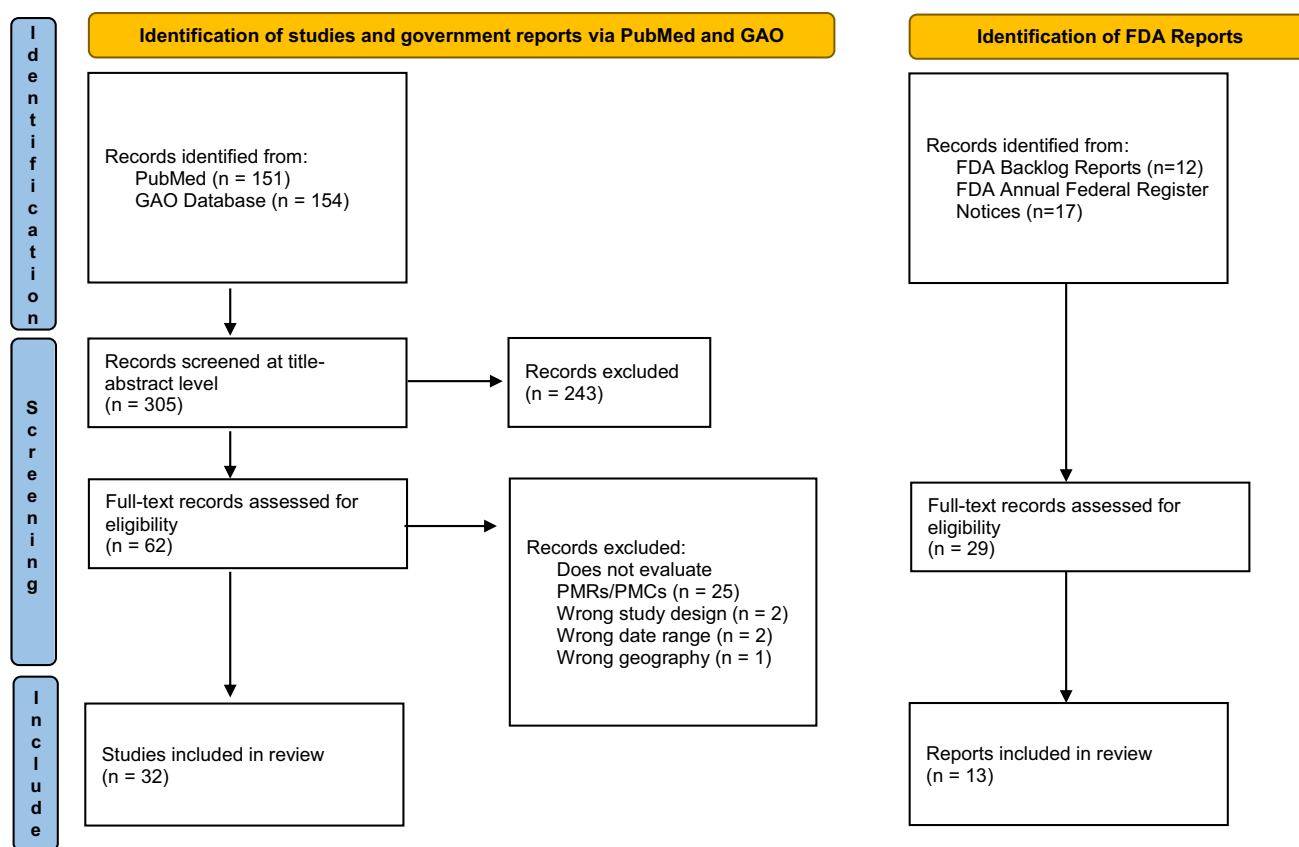 Identification of studies and government reports via PubMed and GAO
Identification of FDA Reports
Identification
Records identified from:
PubMed (n = 151)
GAO Database (n = 154)
Records identified from:
FDA Backlog Reports (n=12)
FDA Annual Federal Register
Notices (n=17)
Screening
Records screened at title-
abstract level
(n = 305)
Records excluded
(n = 243)
Full-text records assessed for
eligibility
(n = 62)
Records excluded:
Does not evaluate
PMRs/PMCs (n = 25)
Wrong study design (n = 2)
Wrong date range (n = 2)
Wrong geography (n = 1)
Full-text records assessed for
eligibility
(n = 29)
Include
Studies included in review
(n = 32)
Reports included in review
(n = 13)